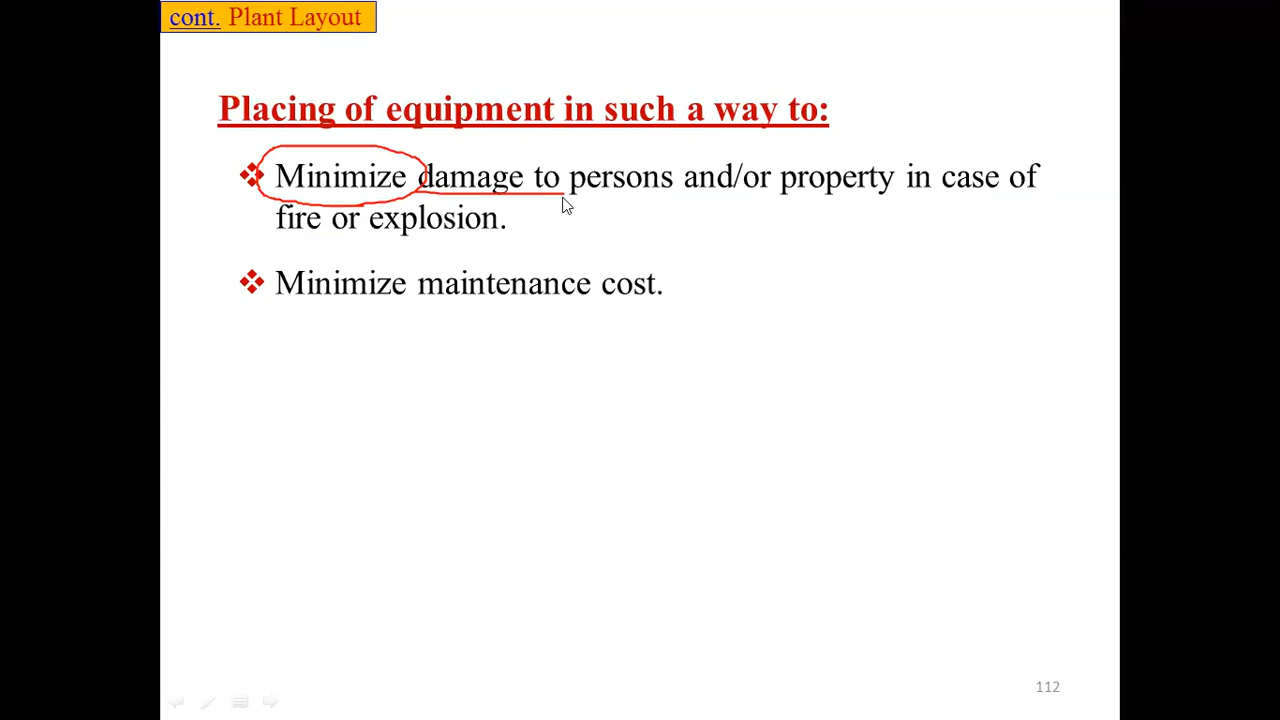 cont. Plant Layout
Placing of equipment in such a way to:
Minimize damage to persons and/or property in case of
fire or explosion.
Minimize maintenance cost.
112